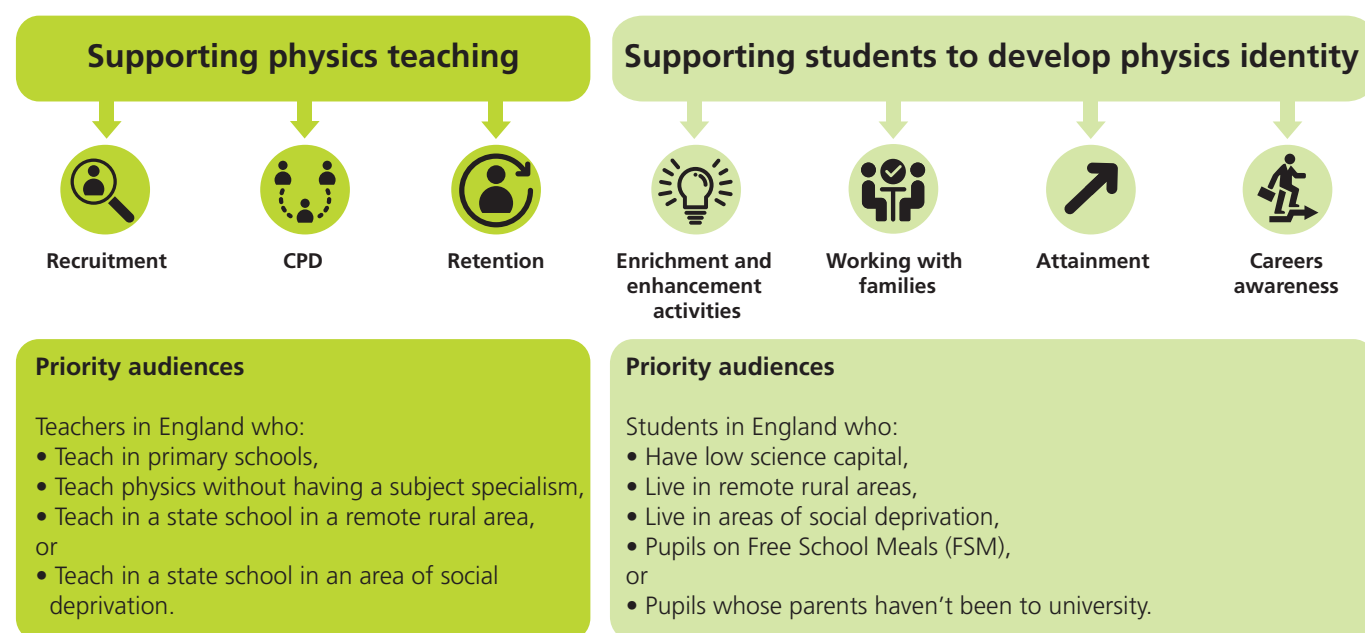 Supporting physics teaching
Recruitment
CPD
Retention
Priority audiences
Teachers in England who:
• Teach in primary schools,
• Teach physics without having a subject specialism,
• Teach in a state school in a remote rural area,
or
• Teach in a state school in an area of social
deprivation.
Supporting students to develop physics identity
Enrichment and
enhancement
activities
Working with
families
Attainment
Careers
awareness
Priority audiences
Students in England who:
• Have low science capital,
• Live in remote rural areas,
• Live in areas of social deprivation,
• Pupils on Free School Meals (FSM),
or
• Pupils whose parents haven't been to university.